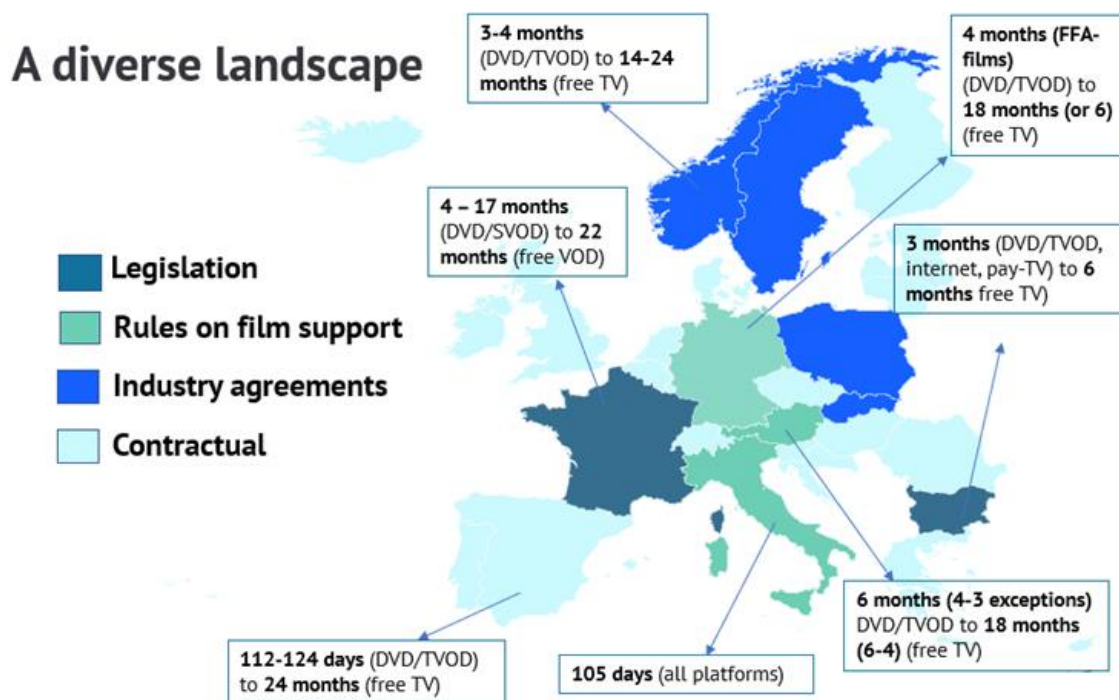 A diverse landscape
3-4 months
(DVD/TVOD) to 14-24
months (free TV)
4 months (FFA-
films)
(DVD/TVOD) to
18 months (or 6)
(free TV)
4 – 17 months
(DVD/SVOD) to 22
months (free VOD)
3 months (DVD/TVOD,
internet, pay-TV) to 6
months free TV)
Legislation
Rules on film support
Industry agreements
Contractual
6 months (4-3 exceptions)
DVD/TVOD to 18 months
(6-4) (free TV)
112-124 days (DVD/TVOD)
to 24 months (free TV)
105 days (all platforms)